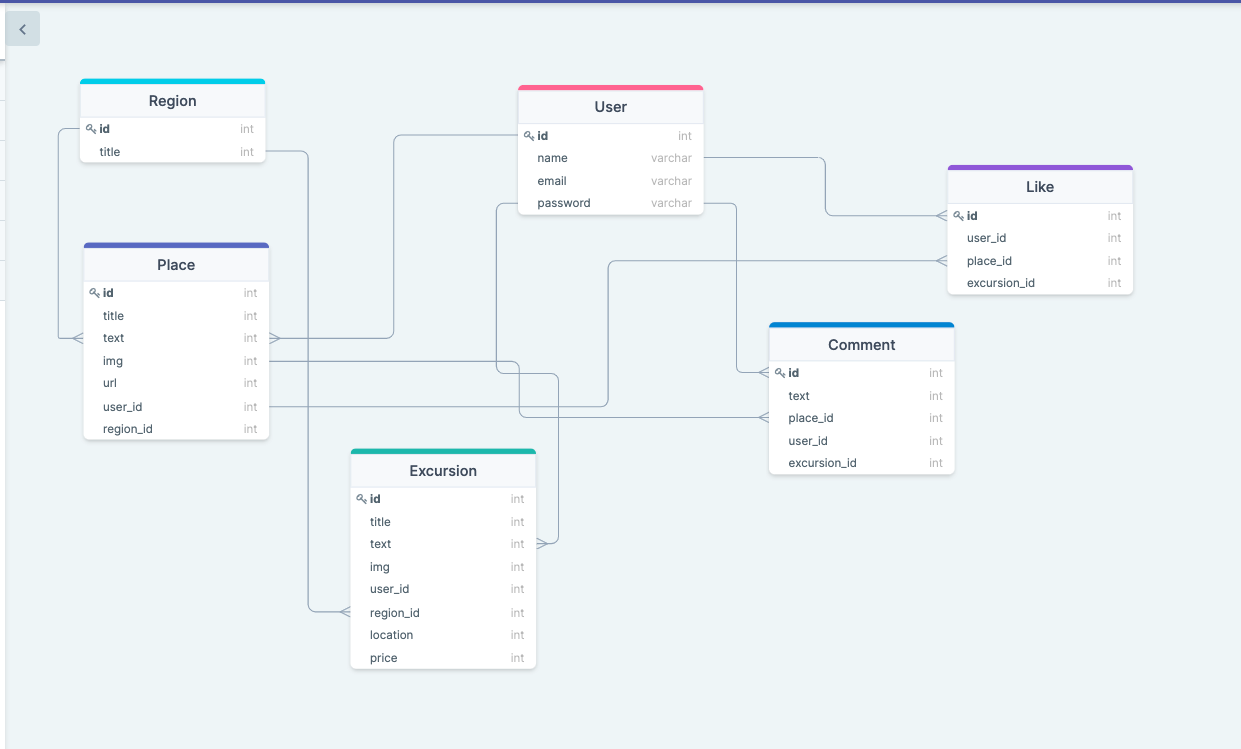 Region
id int
title int
User
id int
name varchar
email varchar
password varchar
Like
id int
user_id int
place_id int
excursion_id int
Place
id int
title int
text int
img int
url int
user_id int
region_id int
Comment
id int
text int
place_id int
user_id int
excursion_id int
Excursion
id int
title int
text int
img int
user_id int
region_id int
location int
price int